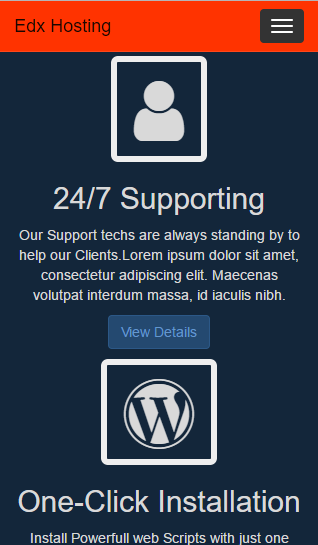 Edx Hosting
24/7 Supporting
Our Support techs are always standing by to
help our Clients.Lorem ipsum dolor sit amet,
consectetur adipiscing elit. Maecenas
volutpat interdum massa, id iaculis nibh.
View Details
W
One-Click Installation
Install Powerfull web Scripts with just one